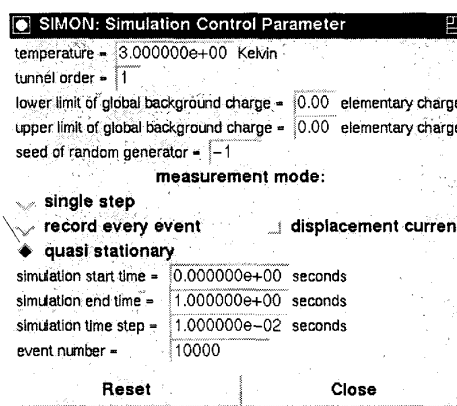 SIMON: Simulation Control Parameter
temperature = 3.000000e+00 Kelvin
tunnel order = 1
lower limit of global background charge = 0.00 elementary charge
upper limit of global background charge = 0.00 elementary charge
seed of random generator = -1
measurement mode:
single step
record every event displacement curren
quasi stationary
simulation start time = 0.000000e+00 seconds
simulation end time = 1.000000e+00 seconds
simulation time step = 1.000000e-02 seconds
event number = 10000
Reset Close